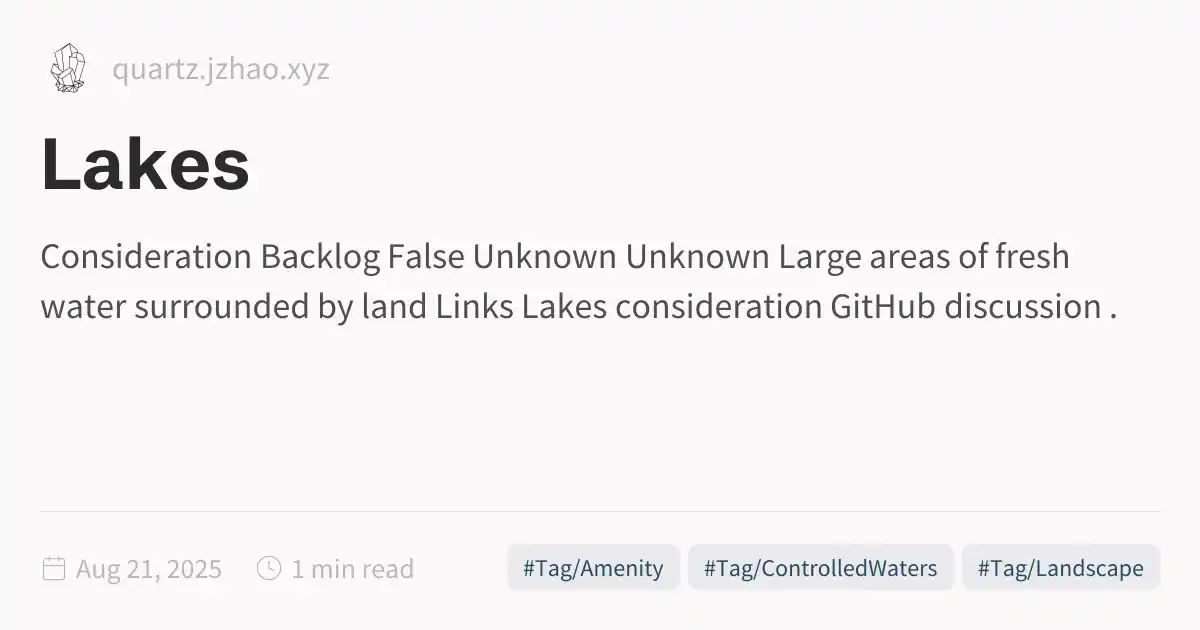 quartz.jzhao.xyz
Lakes
Consideration Backlog False Unknown Unknown Large areas of fresh
water surrounded by land Links Lakes consideration GitHub discussion .
Aug 21, 2025 1 min read #Tag/Amenity #Tag/ControlledWaters #Tag/Landscape